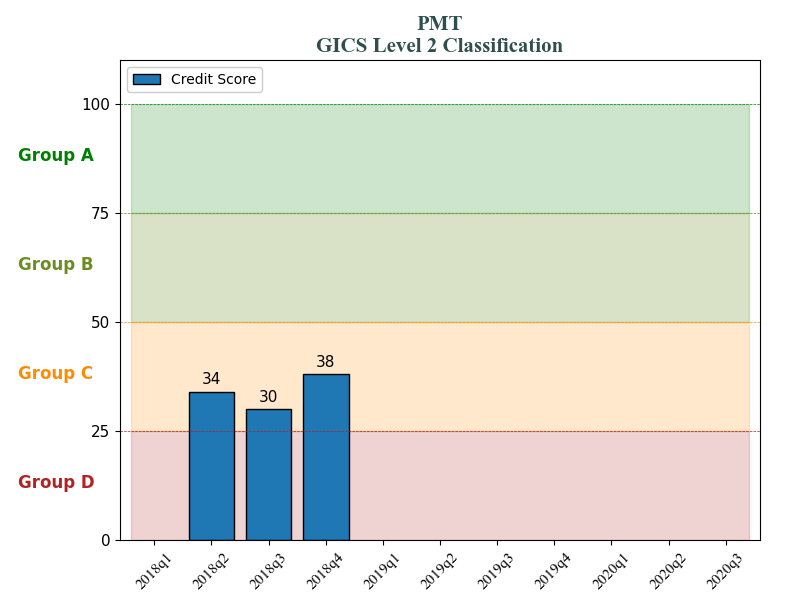 PMT
GICS Level 2 Classification
Credit Score
100
Group A
75
Group B
50
Group C
38
34
30
25
Group D
0
2018q1 2018q2 2018q3 2018q4 2019q1 2019q2 2019q3 2019q4 2020q1 2020q2 2020q3